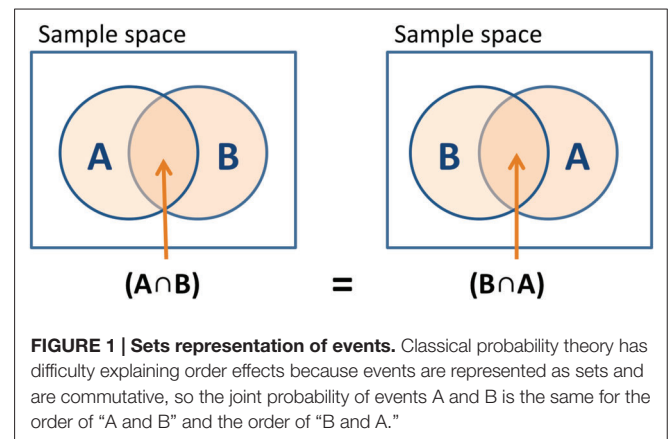 Sample space
Sample space
A
B
B
A
(A∩B)
=
(B∩A)
FIGURE 1 | Sets representation of events. Classical probability theory has
difficulty explaining order effects because events are represented as sets and
are commutative, so the joint probability of events A and B is the same for the
order of “A and B” and the order of “B and A.”